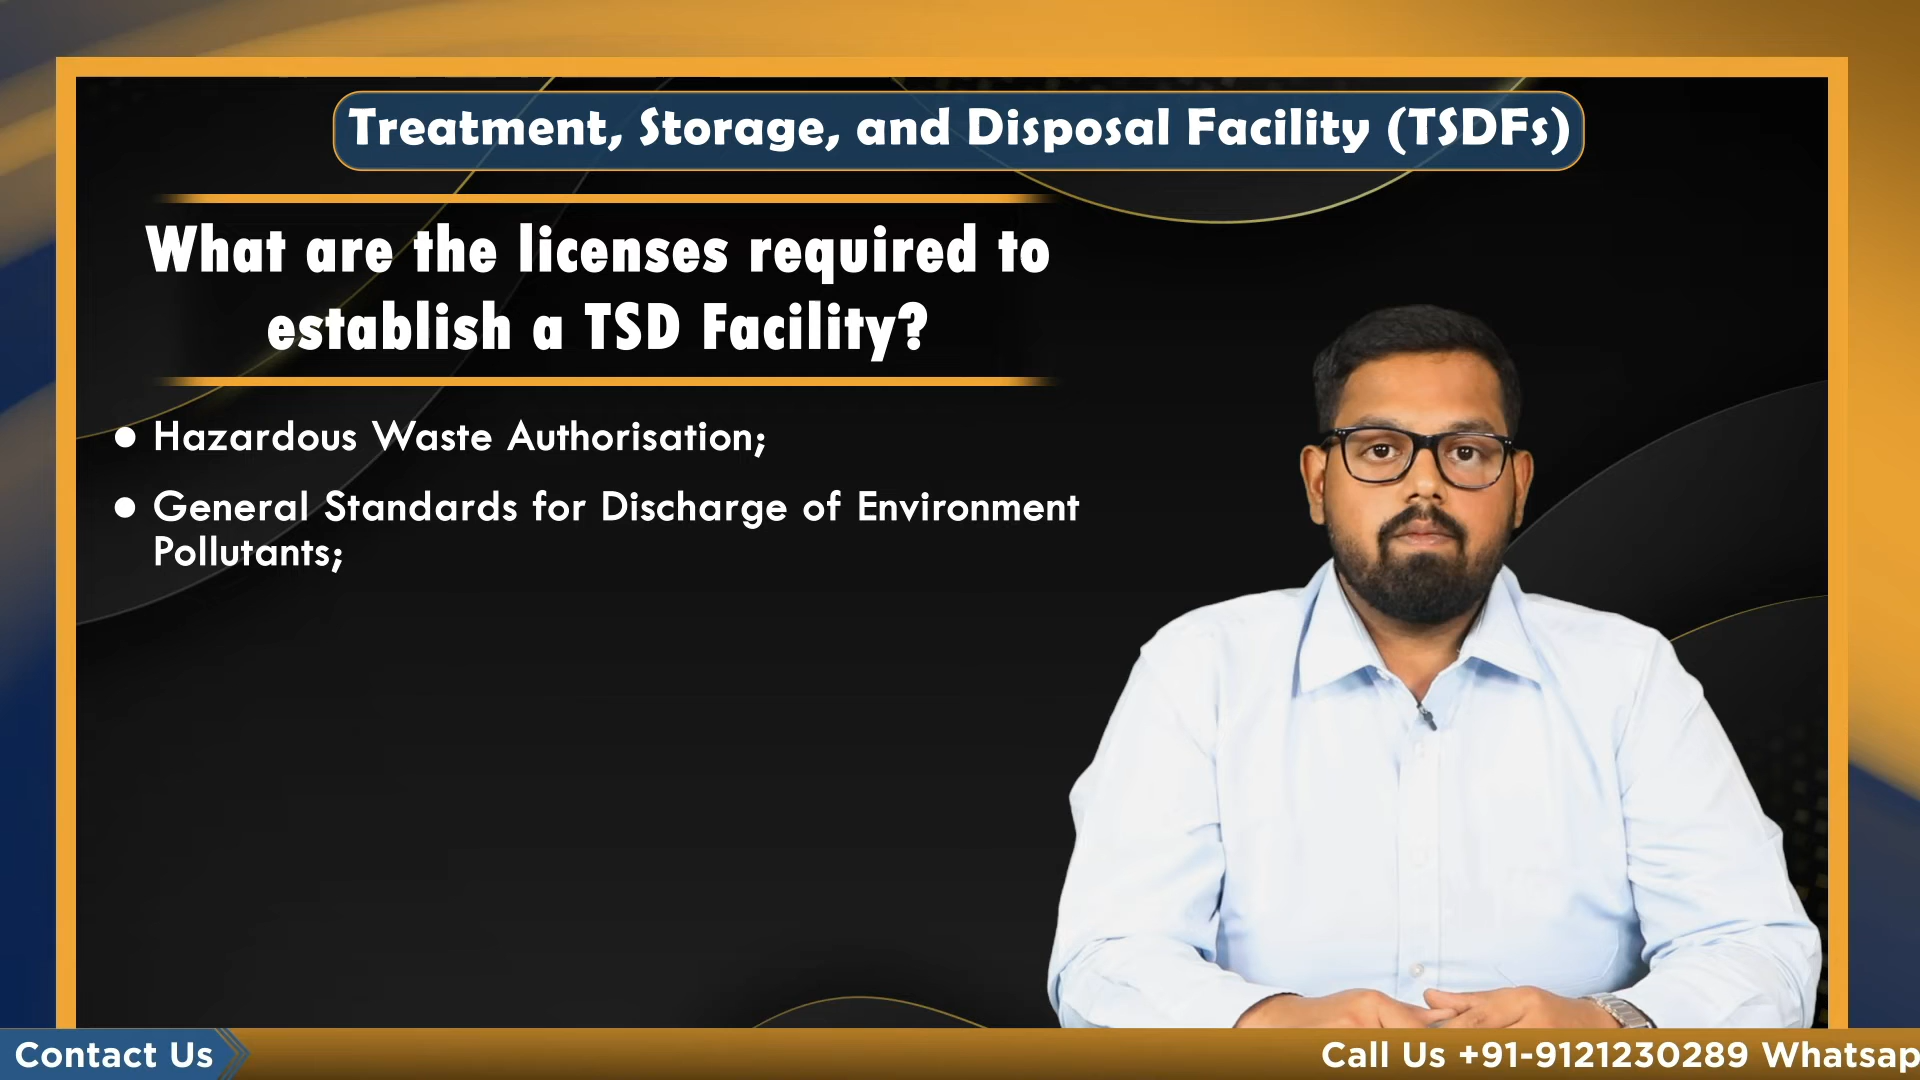 Treatment, Storage, and Disposal Facility (TSDFs)
What are the licenses required to
establish a TSD Facility?
● Hazardous Waste Authorisation;
● General Standards for Discharge of Environment
Pollutants;
Contact Us
Call Us +91-9121230289 Whatsap